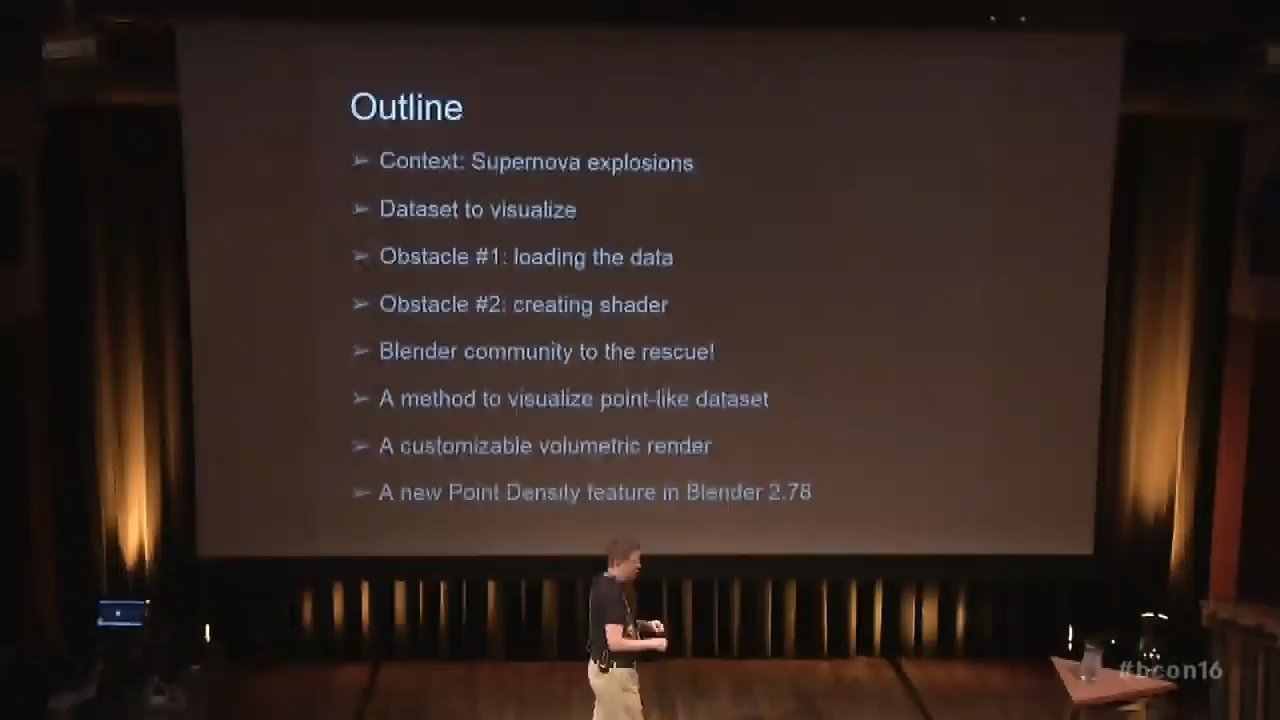 Outline
➢ Context: Supernova explosions
➢ Dataset to visualize
➢ Obstacle #1: loading the data
➢ Obstacle #2: creating shader
➢ Blender community to the rescue!
➢ A method to visualize point-like dataset
➢ A customizable volumetric render
➢ A new Point Density feature in Blender 2.78
#bcon16